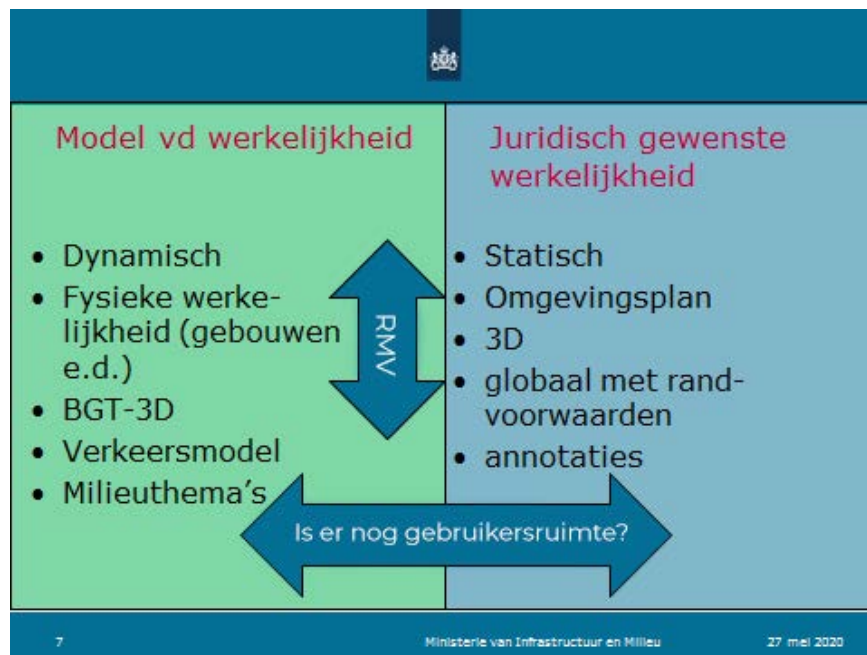 Model vd werkelijkheid
• Dynamisch
• Fysieke werke-
lijkheid (gebouwen
e.d.)
• BGT-3D
• Verkeersmodel
• Milieuthema's
RMV
Juridisch gewenste
werkelijkheid
• Statisch
• Omgevingsplan
• 3D
• globaal met rand-
voorwaarden
• annotaties
Is er nog gebruikersruimte?
7
Ministerie van Infrastructuur en Milieu
27 mei 2020